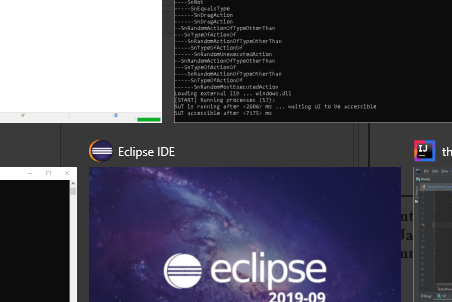 -----SnNot
------SnEqualsType
-----SnDragAction
-----SnDragAction
--SnRandomActionOfTypeOtherThan
---SnTypeOfActionOf
----SnRandomActionOfTypeOtherThan
-----SnTypeOfActionOf
-----SnRandomUnexecutedAction
---SnRandomActionOfTypeOtherThan
----SnTypeOfActionOf
----SnRandomActionOfTypeOtherThan
-----SnTypeOfActionOf
-----SnRandomMostExecutedAction
Loading external lib ... windows.dll
[START] Running processes (57):
SUT is running after <2086> ms ... waiting UI to be accessible
SUT accessible after <7175> ms
Eclipse IDE
IJ
th
eclipse
2019-09